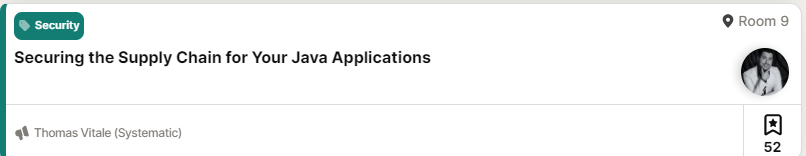 Security
Room 9
Securing the Supply Chain for Your Java Applications
Thomas Vitale (Systematic)
52